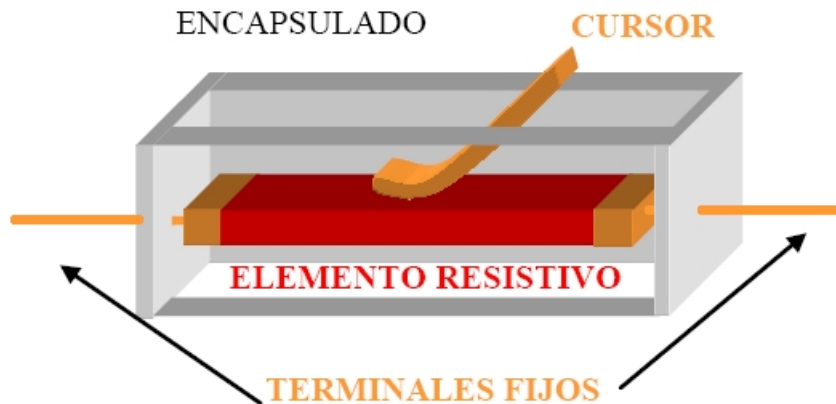 ENCAPSULADO
CURSOR
ELEMENTO RESISTIVO
TERMINALES FIJOS